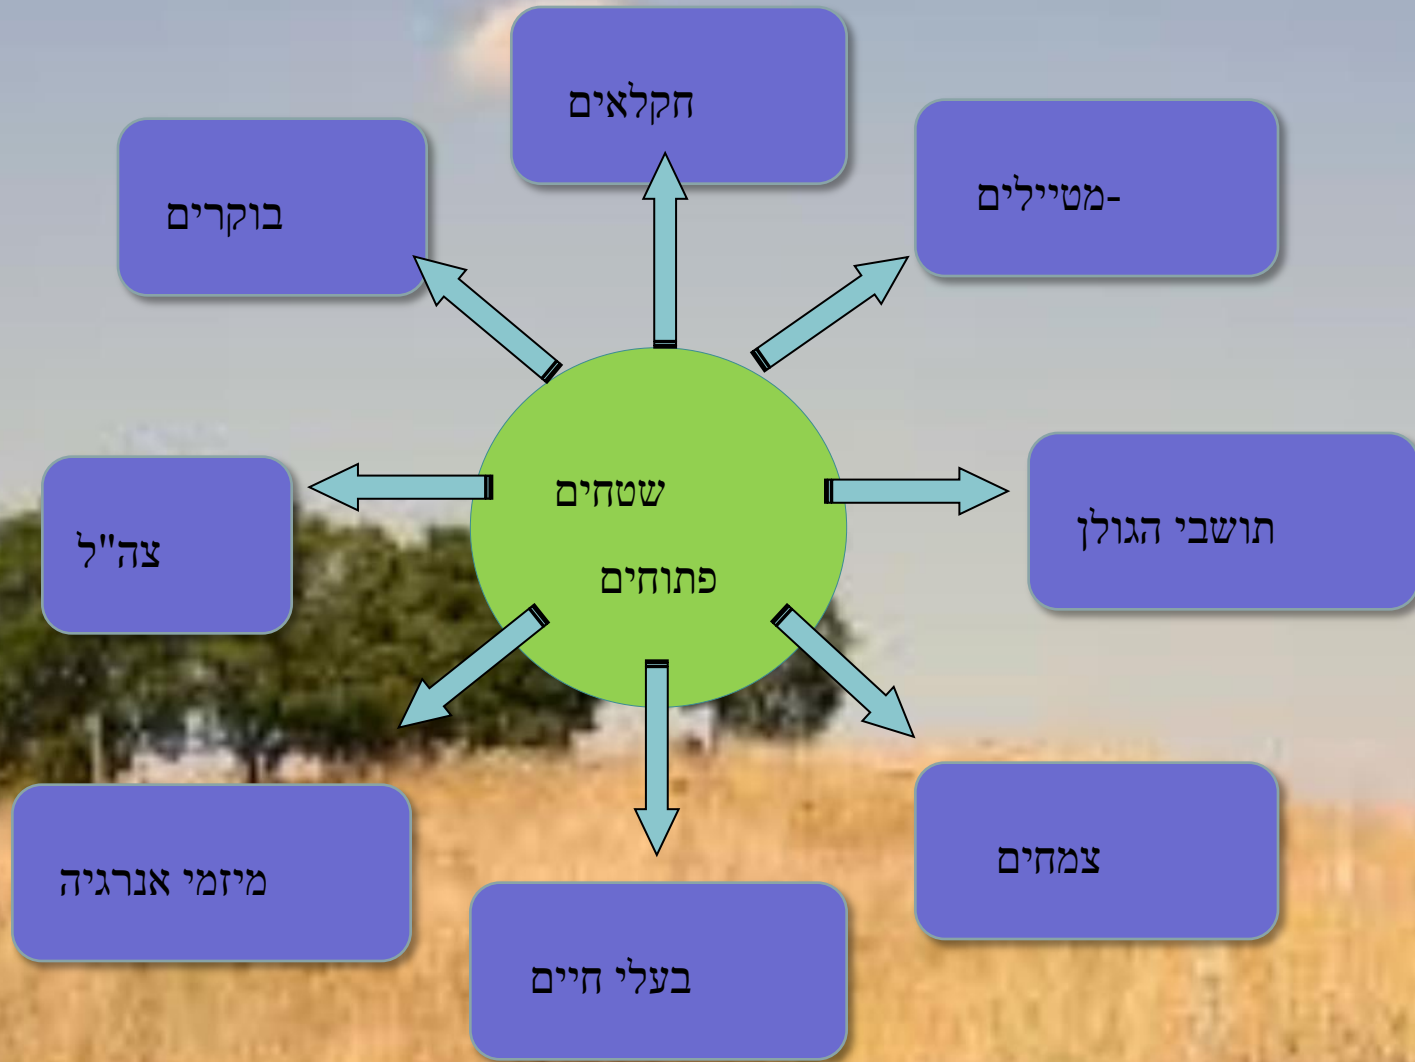 חקלאים
-מטיילים
בוקרים
שטחים
פתוחים
תושבי הגולן
צה"ל
צמחים
מיזמי אנרגיה
בעלי חיים